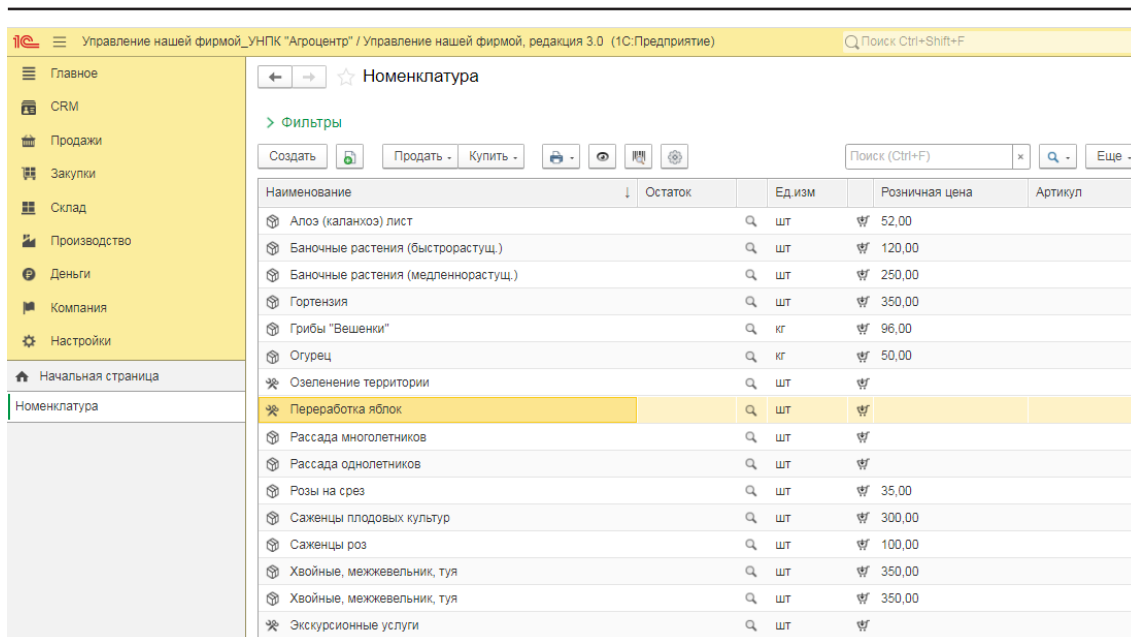 1С Управление нашей фирмой_УНПК "Агроцентр" / Управление нашей фирмой, редакция 3.0 (1С:Предприятие) Поиск Ctrl+Shift+F
Главное
CRM
Продажи
Закупки
Склад
Производство
Деньги
Компания
Настройки
Начальная страница
Номенклатура
Номенклатура
Фильтры
Создать Продать Купить Поиск (Ctrl+F) × Еще
Наименование ↓ Остаток Ед.изм Розничная цена Артикул
Алоэ (каланхоэ) лист шт 52,00
Баночные растения (быстрорастущ.) шт 120,00
Баночные растения (медленнорастущ.) шт 250,00
Гортензия шт 350,00
Грибы "Вешенки" кг 96,00
Огурец кг 50,00
Озеленение территории шт
Переработка яблок шт
Рассада многолетников шт
Рассада однолетников шт
Розы на срез шт 35,00
Саженцы плодовых культур шт 300,00
Саженцы роз шт 100,00
Хвойные, межжевельник, туя шт 350,00
Хвойные, межжевельник, туя шт 350,00
Экскурсионные услуги шт